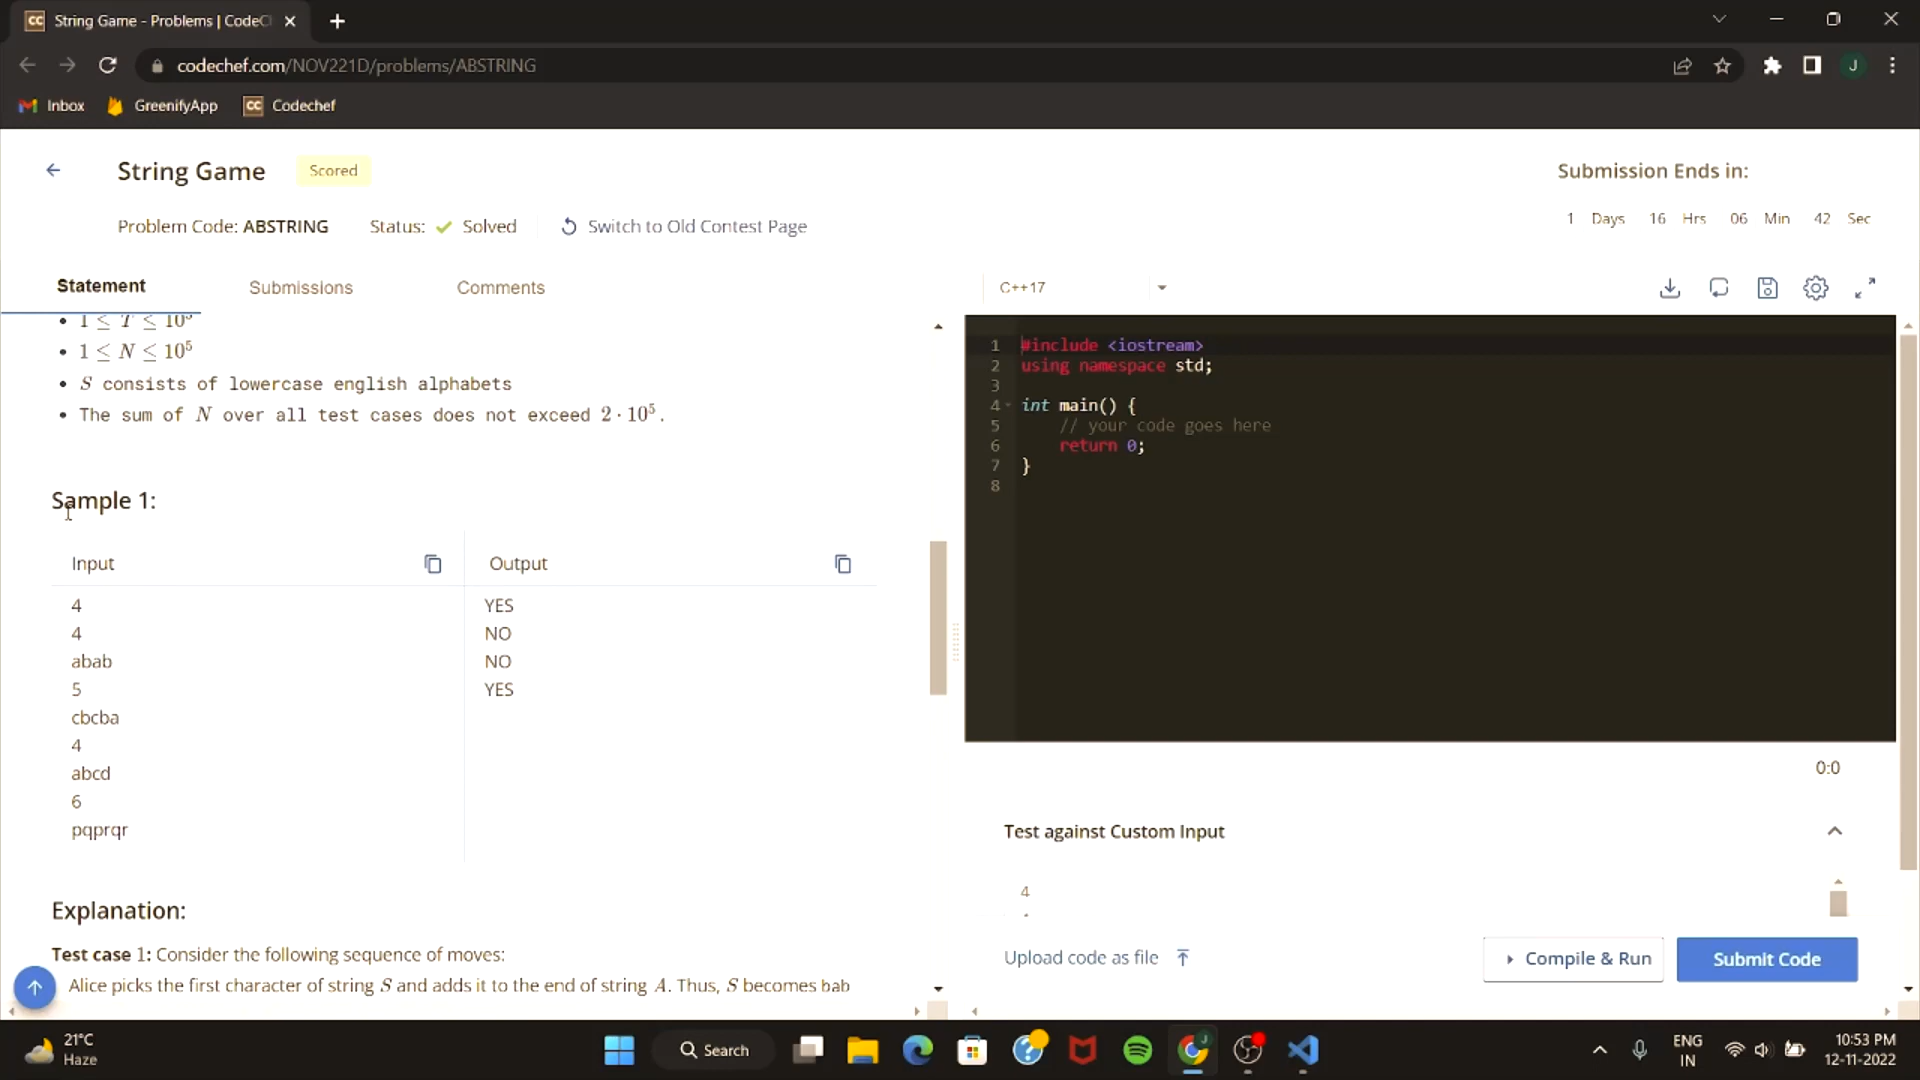 String Game - Problems | CodeC
codechef.com/NOV221D/problems/ABSTRING
J
Inbox
GreenifyApp
CC Codechef
String Game
Scored
Submission Ends in:
Problem Code: ABSTRING
Status: Solved
Switch to Old Contest Page
1 Days 16 Hrs 06 Min 42 Sec
Statement
Submissions
Comments
C++17
1 ≤ T ≤ 10³
1 ≤ N ≤ 10⁵
S consists of lowercase english alphabets
The sum of N over all test cases does not exceed 2 · 10⁵.
1 #include <iostream>
2 using namespace std;
3
4 int main() {
5 // your code goes here
6 return 0;
7 }
8
Sample 1:
Input
Output
4
4
abab
5
cbcba
4
abcd
6
pqprqr
YES
NO
NO
YES
0:0
Test against Custom Input
4
Explanation:
Test case 1: Consider the following sequence of moves:
Alice picks the first character of string S and adds it to the end of string A. Thus, S becomes bab
Upload code as file
Compile & Run
Submit Code
21°C
Haze
Search
ENG
IN
10:53 PM
12-11-2022